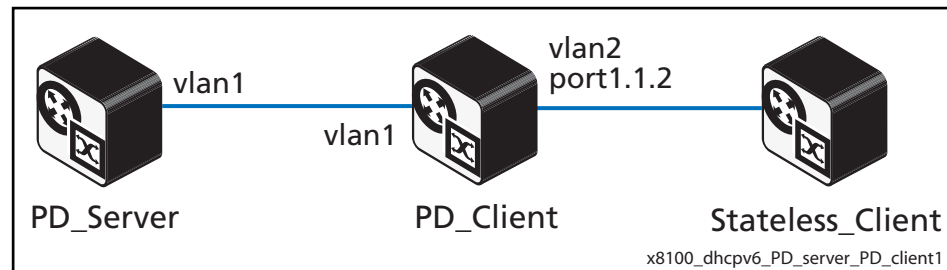 vlan1
vlan1
vlan2
port1.1.2
PD_Server
PD_Client
Stateless_Client
x8100_dhcpv6_PD_server_PD_client1